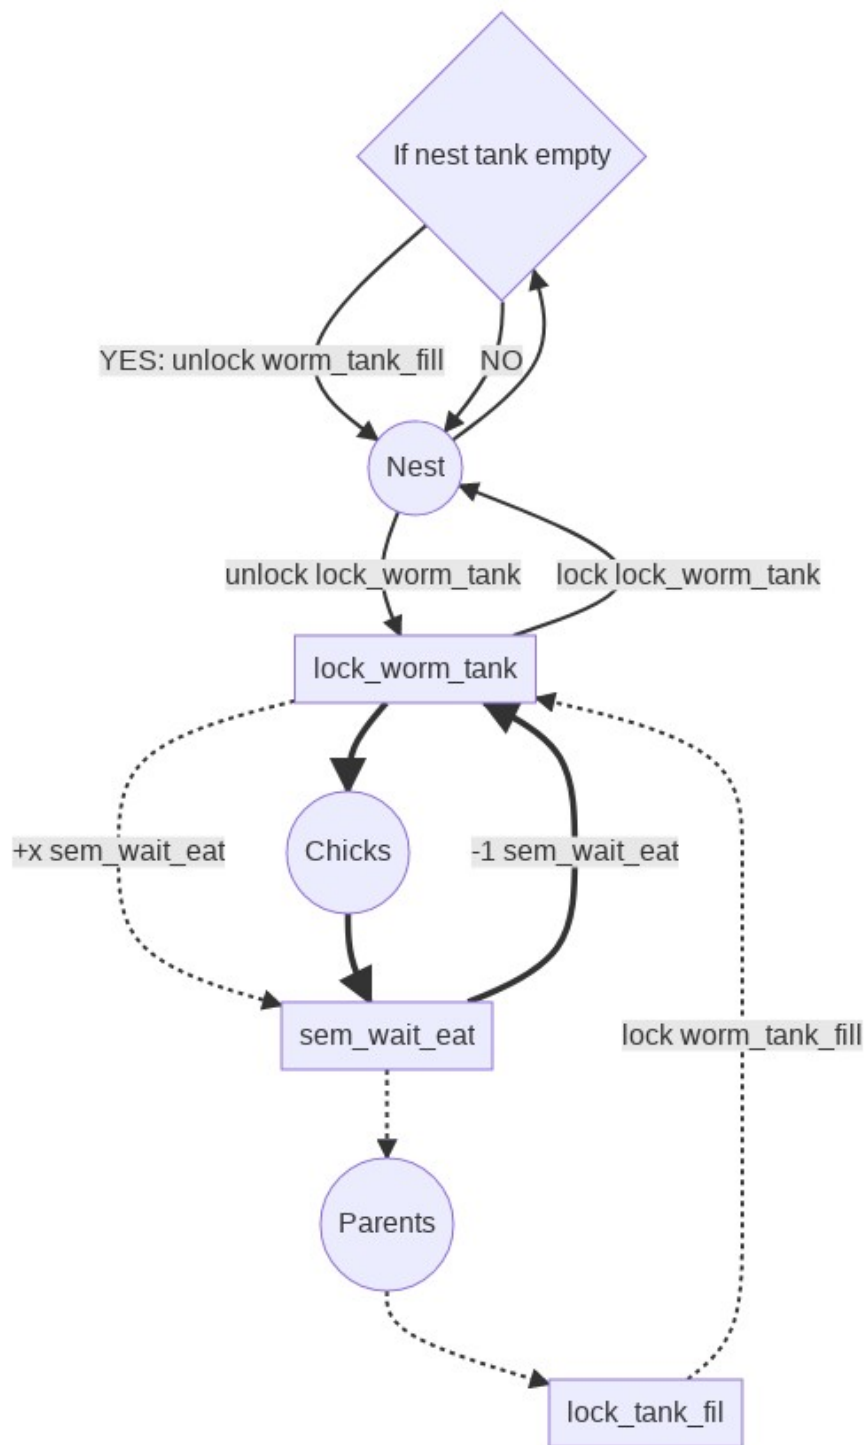 If nest tank empty
YES: unlock worm_tank_fill
NO
Nest
unlock lock_worm_tank
lock lock_worm_tank
lock_worm_tank
+x sem_wait_eat
Chicks
-1 sem_wait_eat
sem_wait_eat
lock worm_tank_fill
Parents
lock_tank_fil